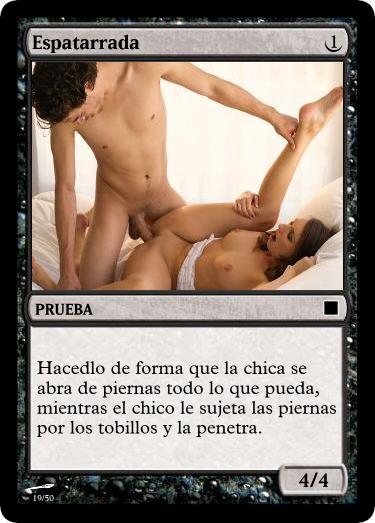 Espatarrada 1
PRUEBA
Hacedlo de forma que la chica se
abra de piernas todo lo que pueda,
mientras el chico le sujeta las piernas
por los tobillos y la penetra.
4/4
19/50